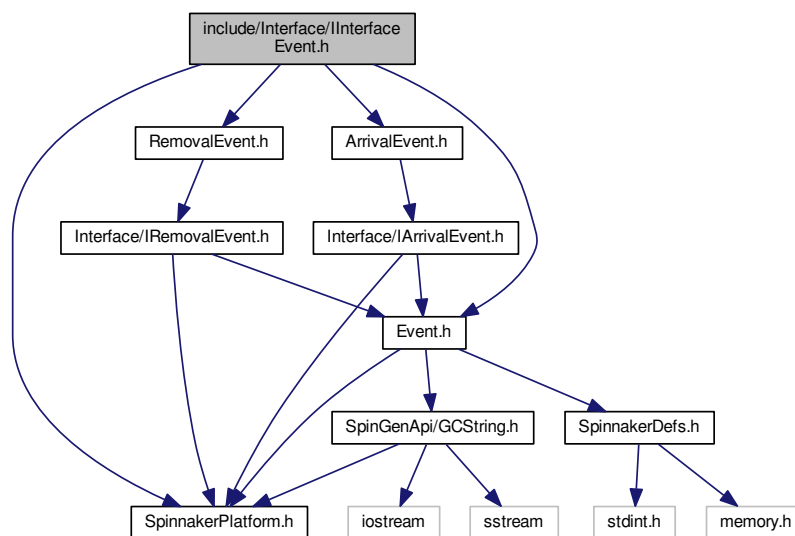 include/Interface/IInterface
Event.h
RemovalEvent.h
ArrivalEvent.h
Interface/IRemovalEvent.h
Interface/IArrivalEvent.h
Event.h
SpinGenApi/GCString.h
SpinnakerDefs.h
SpinnakerPlatform.h
iostream
sstream
stdint.h
memory.h